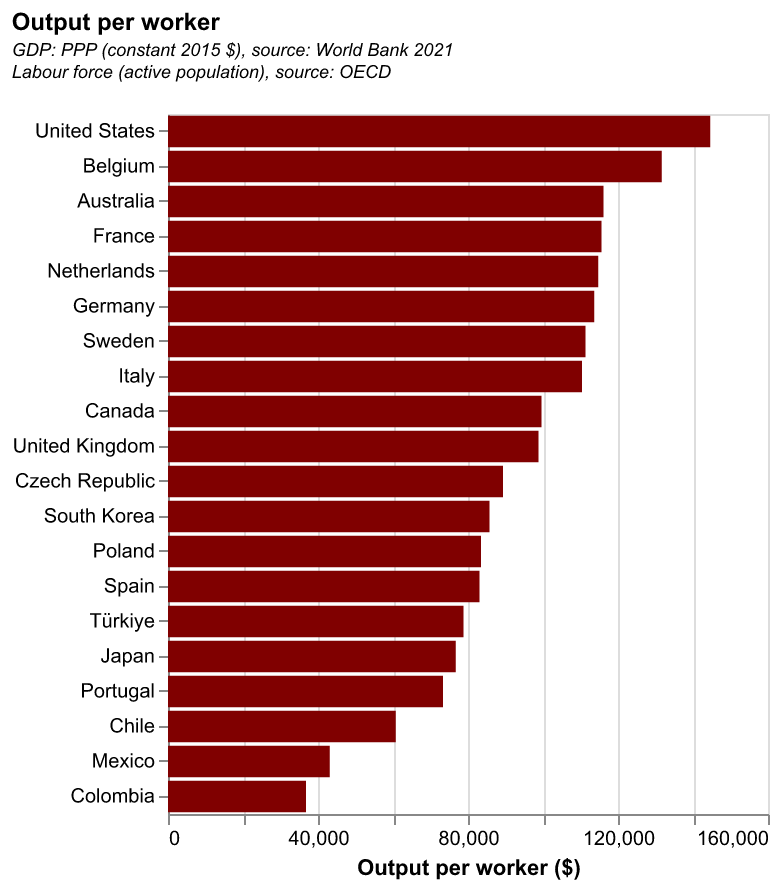 Output per worker
GDP: PPP (constant 2015 $), source: World Bank 2021
Labour force (active population), source: OECD
United States
Belgium
Australia
France
Netherlands
Germany
Sweden
Italy
Canada
United Kingdom
Czech Republic
South Korea
Poland
Spain
Türkiye
Japan
Portugal
Chile
Mexico
Colombia
0 40,000 80,000 120,000 160,000
Output per worker ($)